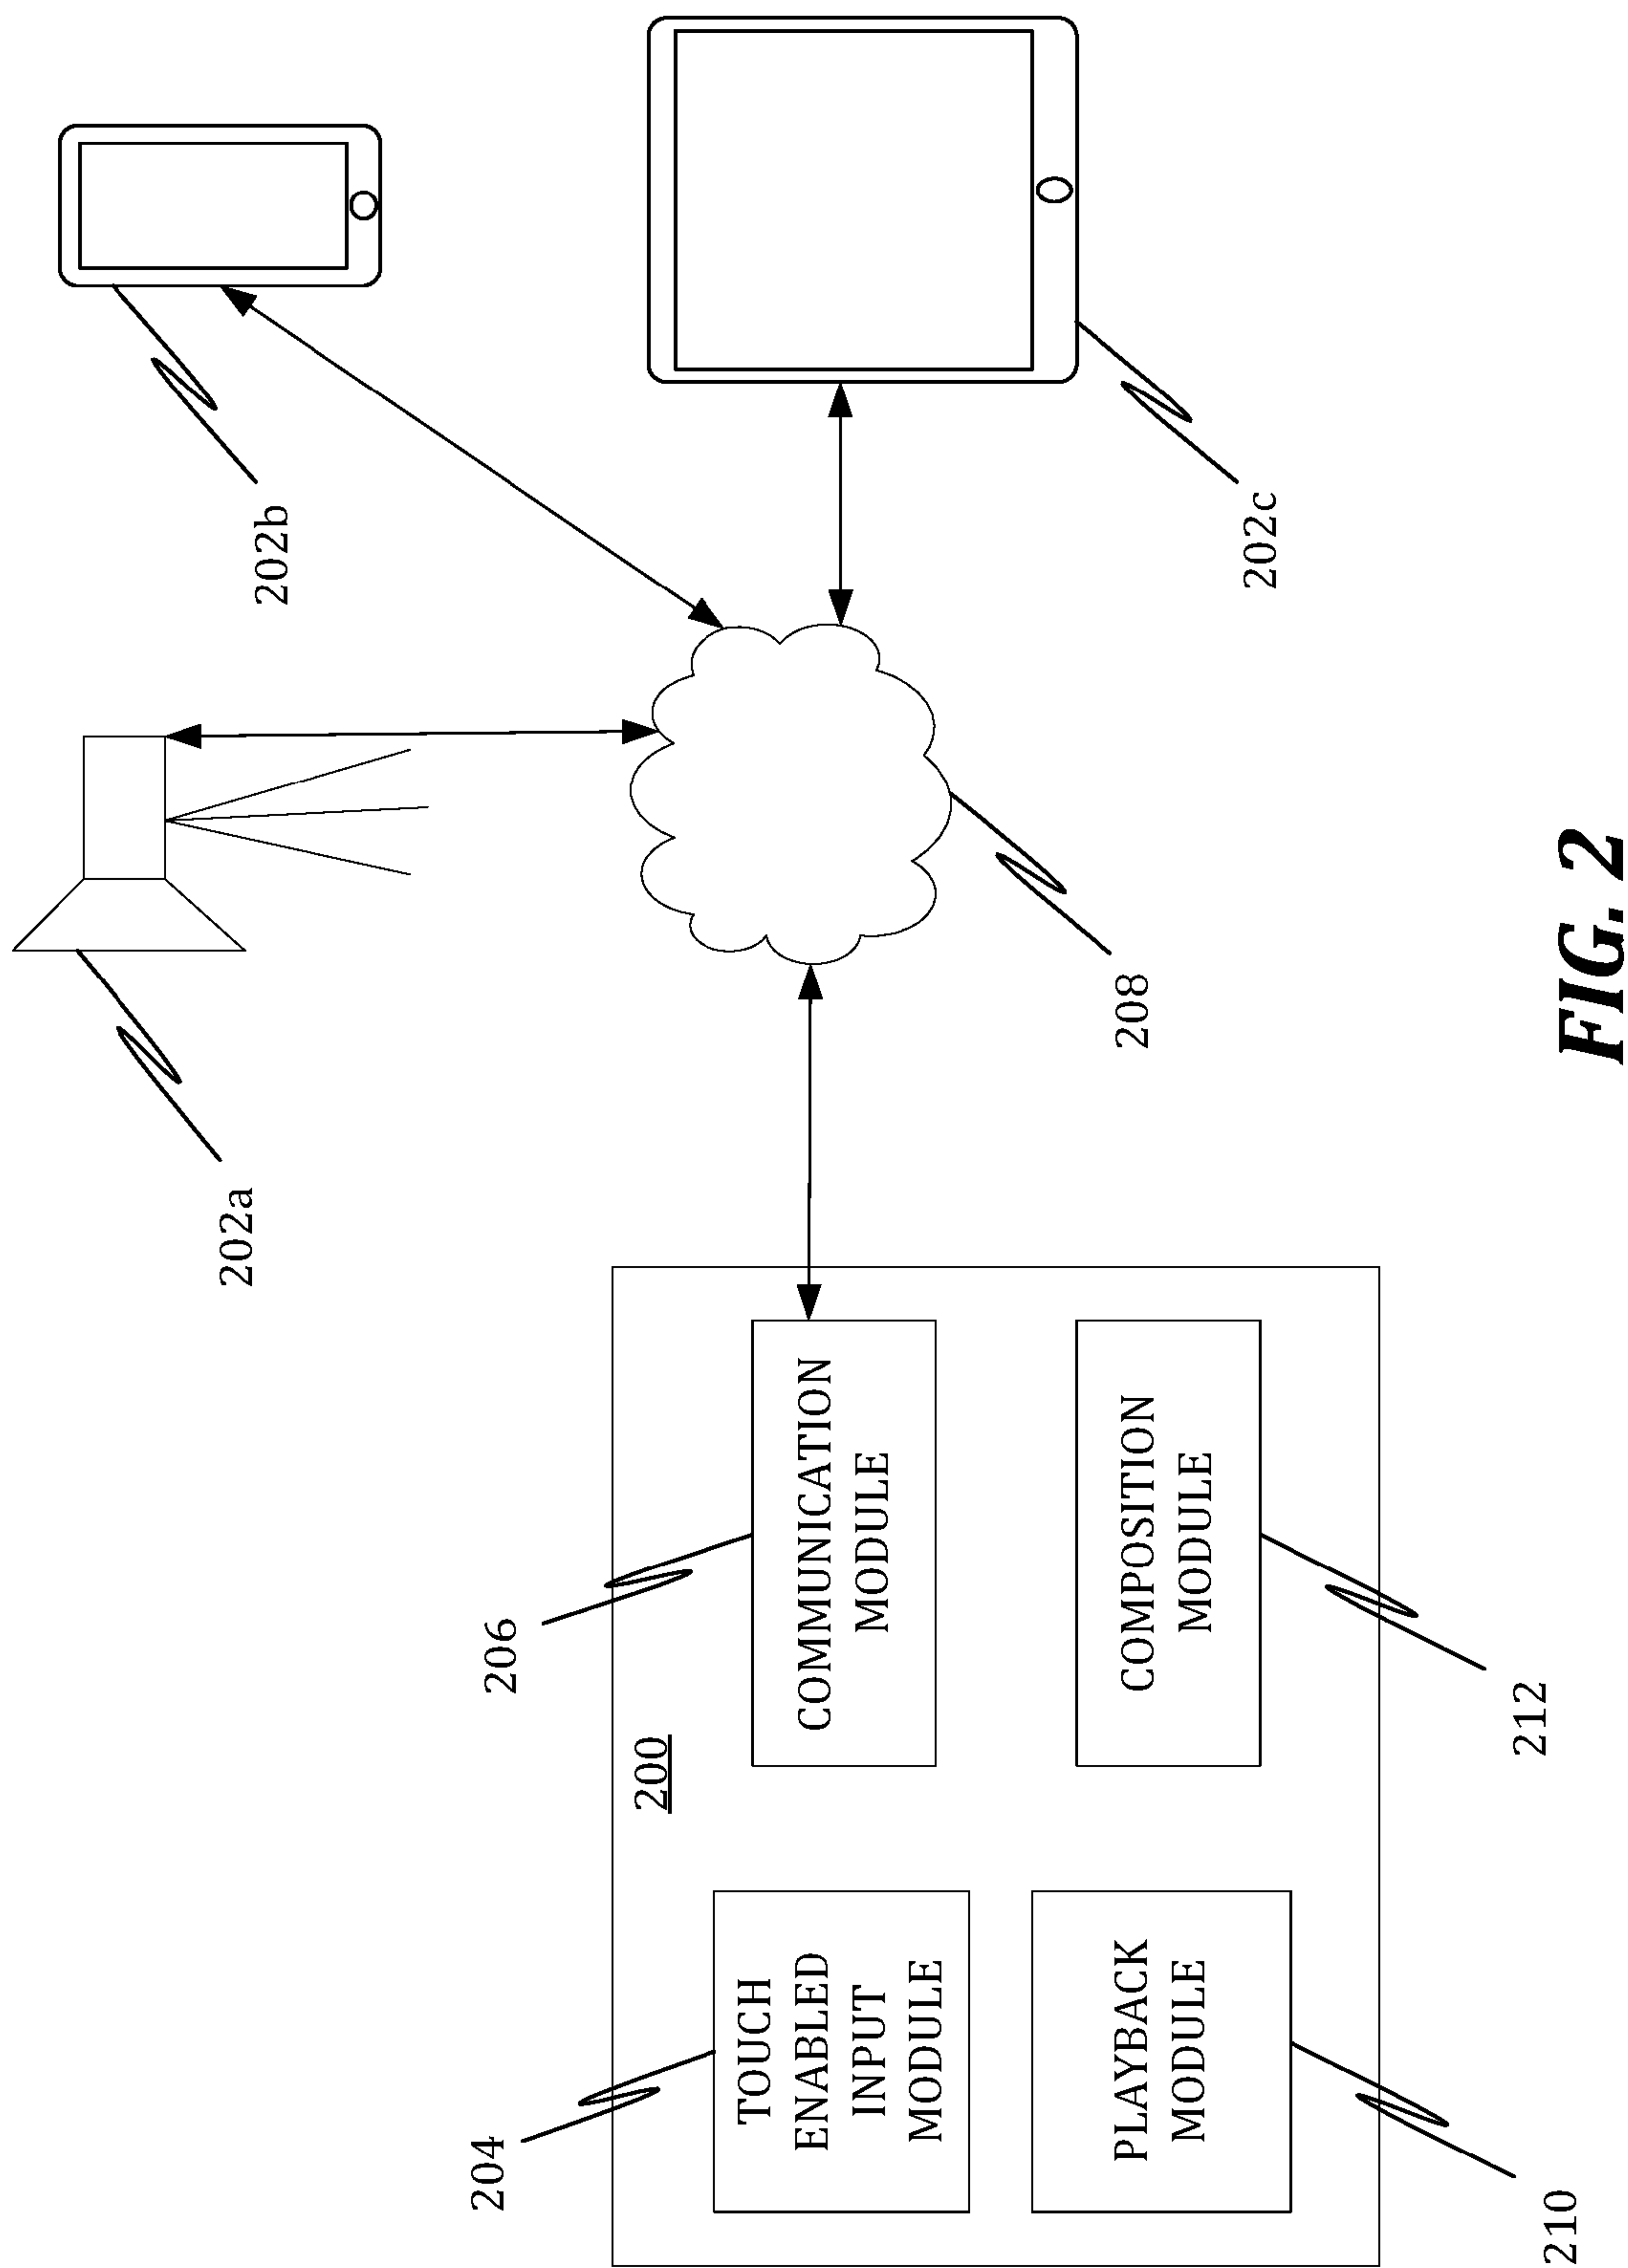 202a
202b
202c
208
200
204
TOUCH
ENABLED
INPUT
MODULE
206
COMMUNICATION
MODULE
PLAYBACK
MODULE
210
COMPOSITION
MODULE
212
FIG. 2